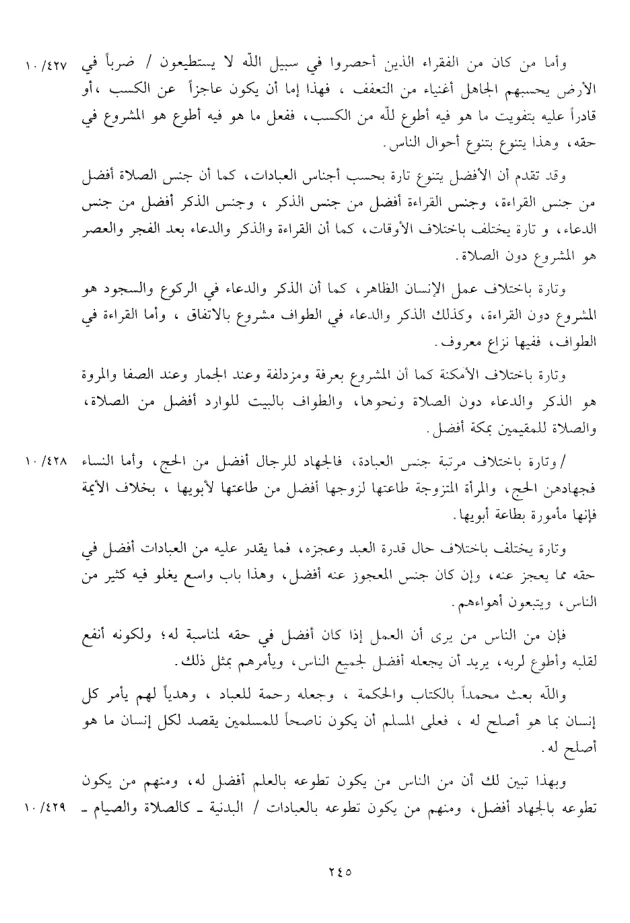 وأما من كان من الفقراء الذين أحصروا في سبيل الله لا يستطيعون / ضرباً في ١٠/٤٢٧
الأرض يحسبهم الجاهل أغنياء من التعفف ، فهذا إما أن يكون عاجزاً عن الكسب ،أو
قادراً عليه بتفويت ما هو فيه أطوع لله من الكسب، ففعل ما هو فيه أطوع هو المشروع في
حقه، وهذا يتنوع بتنوع أحوال الناس.
وقد تقدم أن الأفضل يتنوع تارة بحسب أجناس العبادات، كما أن جنس الصلاة أفضل
من جنس القراءة، وجنس القراءة أفضل من جنس الذكر ، وجنس الذكر أفضل من جنس
الدعاء، و تارة يختلف باختلاف الأوقات، كما أن القراءة والذكر والدعاء بعد الفجر والعصر
هو المشروع دون الصلاة.
وتارة باختلاف عمل الإنسان الظاهر، كما أن الذكر والدعاء في الركوع والسجود هو
المشروع دون القراءة، وكذلك الذكر والدعاء في الطواف مشروع بالاتفاق ، وأما القراءة في
الطواف، ففيها نزاع معروف.
وتارة باختلاف الأمكنة كما أن المشروع بعرفة ومزدلفة وعند الجمار وعند الصفا والمروة
هو الذكر والدعاء دون الصلاة ونحوها، والطواف بالبيت للوارد أفضل من الصلاة،
والصلاة للمقيمين بمكة أفضل.
/ وتارة باختلاف مرتبة جنس العبادة، فالجهاد للرجال أفضل من الحج، وأما النساء ١٠/٤٢٨
فجهادهن الحج، والمرأة المتزوجة طاعتها لزوجها أفضل من طاعتها لأبويها ، بخلاف الأيمة
فإنها مأمورة بطاعة أبويها.
وتارة يختلف باختلاف حال قدرة العبد وعجزه، فما يقدر عليه من العبادات أفضل في
حقه مما يعجز عنه، وإن كان جنس المعجوز عنه أفضل، وهذا باب واسع يغلو فيه كثير من
الناس، ويتبعون أهواءهم.
فإن من الناس من يرى أن العمل إذا كان أفضل في حقه لمناسبة له؛ ولكونه أنفع
لقلبه وأطوع لربه، يريد أن يجعله أفضل لجميع الناس، ويأمرهم بمثل ذلك.
والله بعث محمداً بالكتاب والحكمة ، وجعله رحمة للعباد ، وهدياً لهم يأمر كل
إنسان بما هو أصلح له ، فعلى المسلم أن يكون ناصحاً للمسلمين يقصد لكل إنسان ما هو
أصلح له.
وبهذا تبين لك أن من الناس من يكون تطوعه بالعلم أفضل له، ومنهم من يكون
تطوعه بالجهاد أفضل، ومنهم من يكون تطوعه بالعبادات / البدنية ـ كالصلاة والصيام ـ ١٠/٤٢٩
٢٤٥